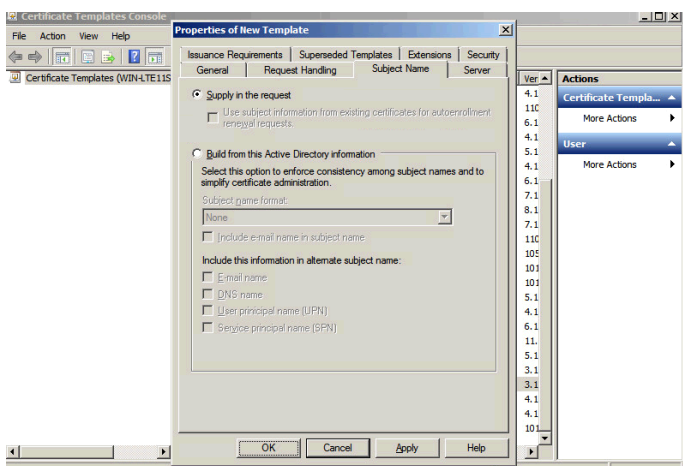 Certificate Templates Console
File Action View Help
Certificate Templates (WIN-LTE11S
Properties of New Template
Issuance Requirements Superseded Templates Extensions Security
General Request Handling Subject Name Server
Supply in the request
Use subject information from existing certificates for autoenrollment
renewal requests.
Build from this Active Directory information
Select this option to enforce consistency among subject names and to
simplify certificate administration.
Subject name format:
None
Include e-mail name in subject name
Include this information in alternate subject name:
E-mail name
DNS name
User principal name (UPN)
Service principal name (SPN)
OK Cancel Apply Help
Ver
4.1
110
6.1
4.1
5.1
4.1
6.1
7.1
8.1
7.1
110
105
101
101
5.1
4.1
6.1
11.
5.1
3.1
3.1
4.1
4.1
101
Actions
Certificate Templa...
More Actions
User
More Actions